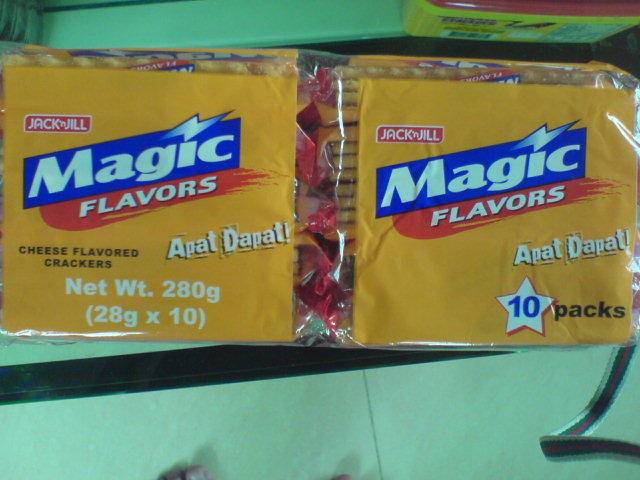 JACK'n JILL
Magic
FLAVORS
Apat Dapat!
CHEESE FLAVORED
CRACKERS
Net Wt. 280g
(28g x 10)
JACK'n JILL
Magic
FLAVORS
Apat Dapat!
10 packs